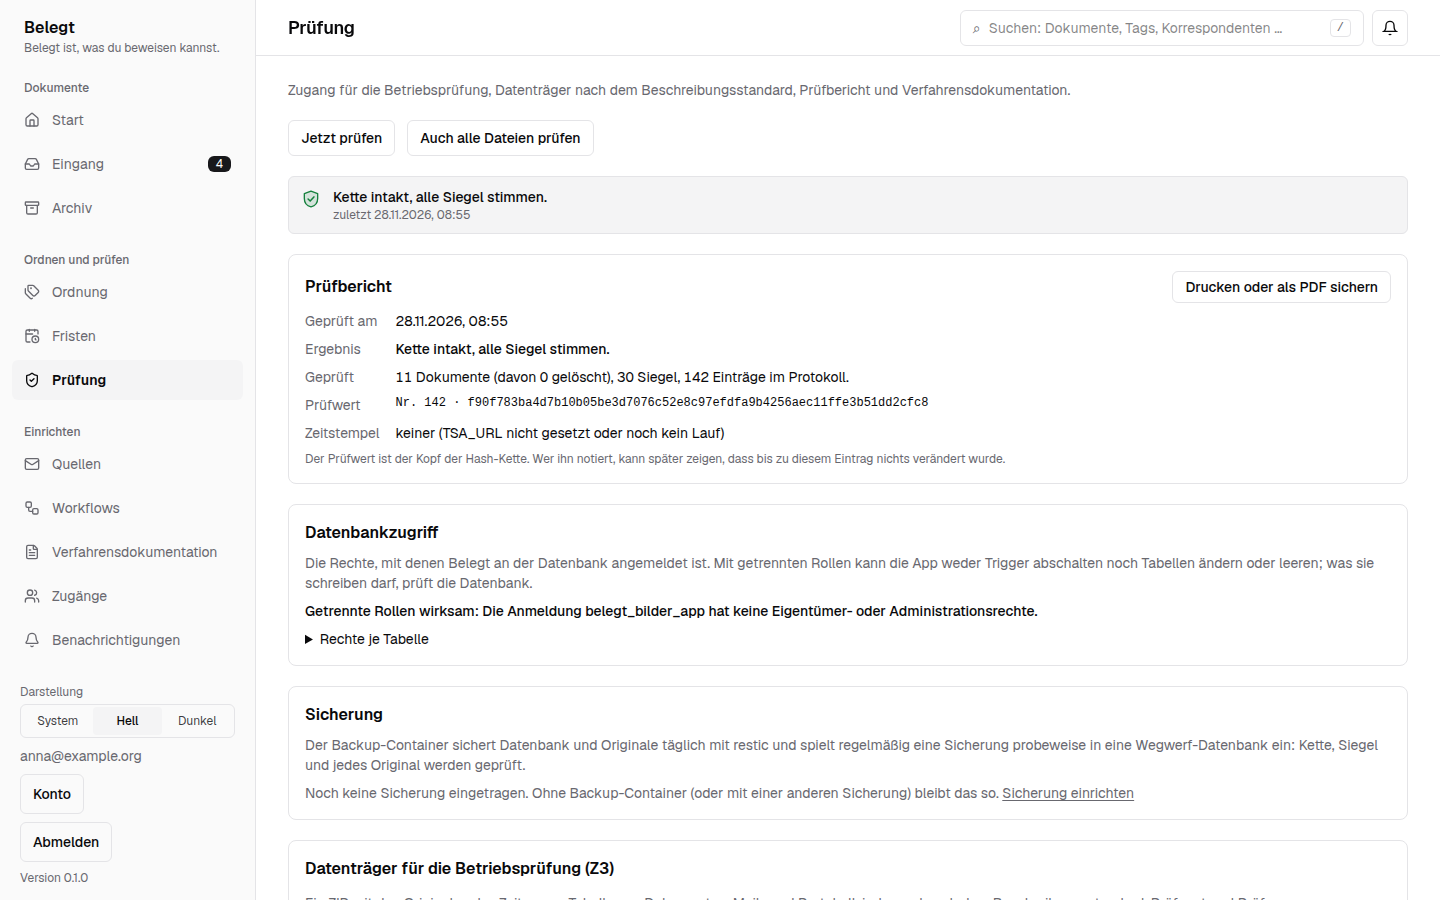 Belegt
Belegt ist, was du beweisen kannst.
Dokumente
Start
Eingang 4
Archiv
Ordnen und prüfen
Ordnung
Fristen
Prüfung
Einrichten
Quellen
Workflows
Verfahrensdokumentation
Zugänge
Benachrichtigungen
Darstellung
System Hell Dunkel
anna@example.org
Konto
Abmelden
Version 0.1.0
Prüfung
Suchen: Dokumente, Tags, Korrespondenten … /
Zugang für die Betriebsprüfung, Datenträger nach dem Beschreibungsstandard, Prüfbericht und Verfahrensdokumentation.
Jetzt prüfen Auch alle Dateien prüfen
Kette intakt, alle Siegel stimmen.
zuletzt 28.11.2026, 08:55
Prüfbericht Drucken oder als PDF sichern
Geprüft am 28.11.2026, 08:55
Ergebnis Kette intakt, alle Siegel stimmen.
Geprüft 11 Dokumente (davon 0 gelöscht), 30 Siegel, 142 Einträge im Protokoll.
Prüfwert Nr. 142 · f90f783ba4d7b10b05be3d7076c52e8c97efdfa9b4256aec11ffe3b51dd2cfc8
Zeitstempel keiner (TSA_URL nicht gesetzt oder noch kein Lauf)
Der Prüfwert ist der Kopf der Hash-Kette. Wer ihn notiert, kann später zeigen, dass bis zu diesem Eintrag nichts verändert wurde.
Datenbankzugriff
Die Rechte, mit denen Belegt an der Datenbank angemeldet ist. Mit getrennten Rollen kann die App weder Trigger abschalten noch Tabellen ändern oder leeren; was sie
schreiben darf, prüft die Datenbank.
Getrennte Rollen wirksam: Die Anmeldung belegt_bilder_app hat keine Eigentümer- oder Administrationsrechte.
Rechte je Tabelle
Sicherung
Der Backup-Container sichert Datenbank und Originale täglich mit restic und spielt regelmäßig eine Sicherung probeweise in eine Wegwerf-Datenbank ein: Kette, Siegel
und jedes Original werden geprüft.
Noch keine Sicherung eingetragen. Ohne Backup-Container (oder mit einer anderen Sicherung) bleibt das so. Sicherung einrichten
Datenträger für die Betriebsprüfung (Z3)